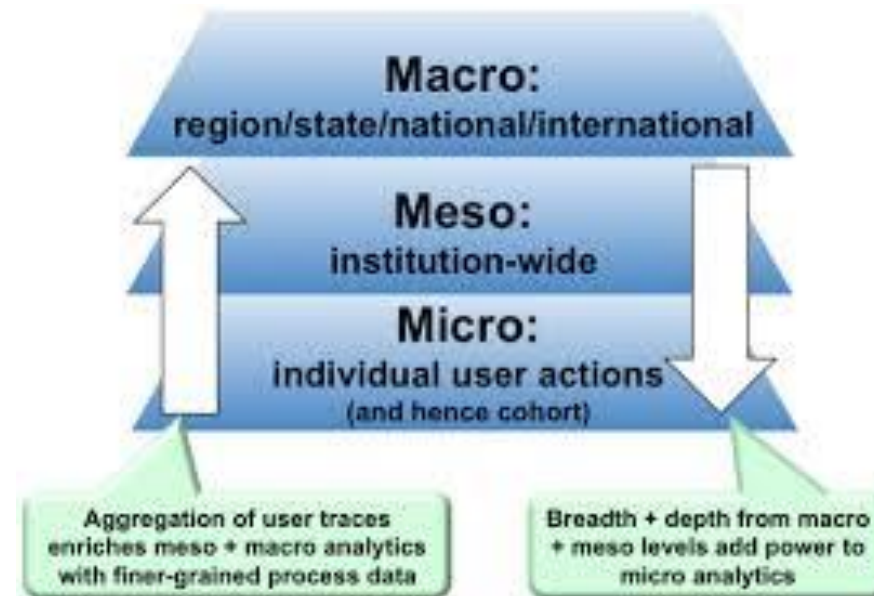 Macro:
region/state/national/international
Meso:
institution-wide
Micro:
individual user actions
(and hence cohort)
Aggregation of user traces
enriches meso + macro analytics
with finer-grained process data
Breadth + depth from macro
+ meso levels add power to
micro analytics